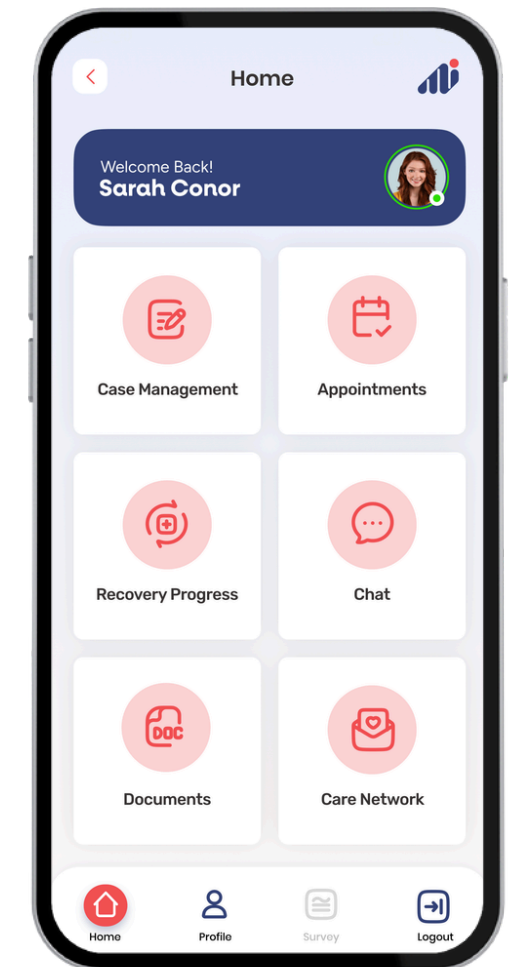 Home
Welcome Back!
Sarah Conor
Case Management
Appointments
Recovery Progress
Chat
DOC
Documents
Care Network
Home
Profile
Survey
Logout